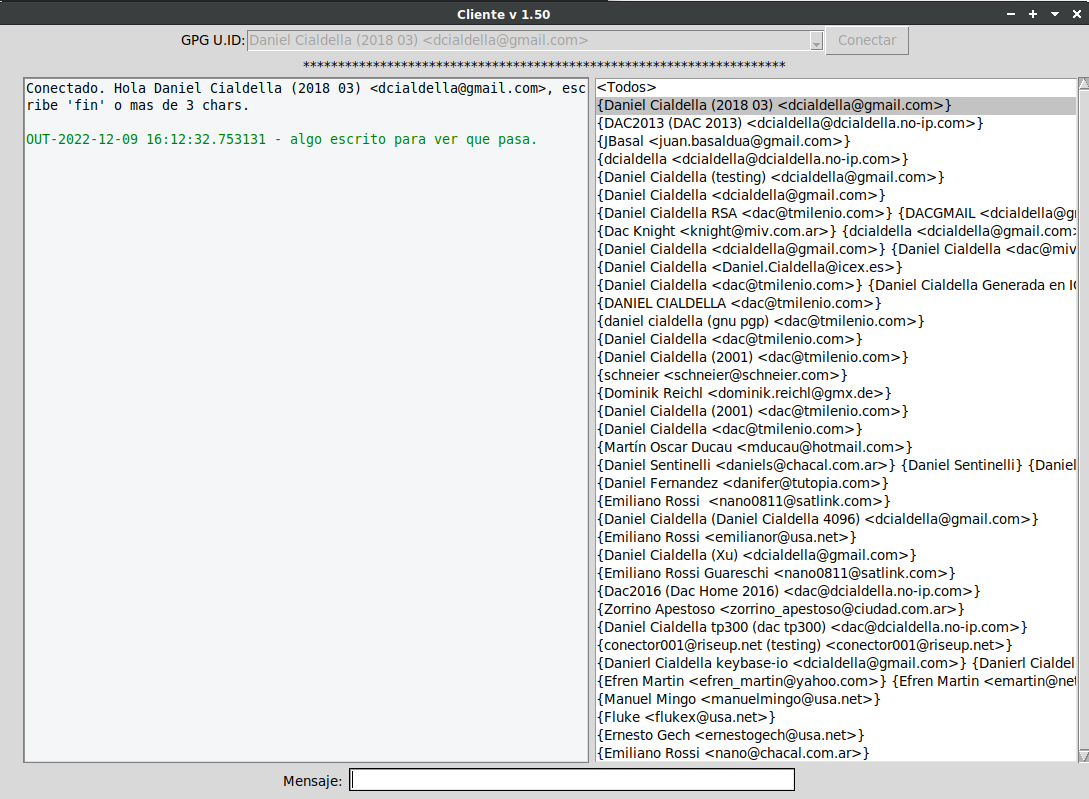 Cliente v 1.50
GPG U.ID: Daniel Cialdella (2018 03) <dcialdella@gmail.com> Conectar
*********************************************************************
Conectado. Hola Daniel Cialdella (2018 03) <dcialdella@gmail.com>, esc
ribe 'fin' o mas de 3 chars.
OUT-2022-12-09 16:12:32.753131 - algo escrito para ver que pasa.
<Todos>
{Daniel Cialdella (2018 03) <dcialdella@gmail.com>}
{DAC2013 (DAC 2013) <dcialdella@dcialdella.no-ip.com>}
{JBasal <juan.basaldua@gmail.com>}
{dcialdella <dcialdella@dcialdella.no-ip.com>}
{Daniel Cialdella (testing) <dcialdella@gmail.com>}
{Daniel Cialdella <dcialdella@gmail.com>}
{Daniel Cialdella RSA <dac@tmilenio.com>} {DACGMAIL <dcialdella@g
{Dac Knight <knight@miv.com.ar>} {dcialdella <dcialdella@gmail.com>
{Daniel Cialdella <dcialdella@gmail.com>} {Daniel Cialdella <dac@miv
{Daniel Cialdella <Daniel.Cialdella@icex.es>}
{Daniel Cialdella <dac@tmilenio.com>} {Daniel Cialdella Generada en
{DANIEL CIALDELLA <dac@tmilenio.com>}
{daniel cialdella (gnu pgp) <dac@tmilenio.com>}
{Daniel Cialdella <dac@tmilenio.com>}
{Daniel Cialdella (2001) <dac@tmilenio.com>}
{schneier <schneier@schneier.com>}
{Dominik Reichl <dominik.reichl@gmx.de>}
{Daniel Cialdella (2001) <dac@tmilenio.com>}
{Daniel Cialdella <dac@tmilenio.com>}
{Martín Oscar Ducau <mducau@hotmail.com>}
{Daniel Sentinelli <daniels@chacal.com.ar>} {Daniel Sentinelli} {Daniel
{Daniel Fernandez <danifer@tutopia.com>}
{Emiliano Rossi  <nano0811@satlink.com>}
{Daniel Cialdella (Daniel Cialdella 4096) <dcialdella@gmail.com>}
{Emiliano Rossi <emilianor@usa.net>}
{Daniel Cialdella (Xu) <dcialdella@gmail.com>}
{Emiliano Rossi Guareschi <nano0811@satlink.com>}
{Dac2016 (Dac Home 2016) <dac@dcialdella.no-ip.com>}
{Zorrino Apestoso <zorrino_apestoso@ciudad.com.ar>}
{Daniel Cialdella tp300 (dac tp300) <dac@dcialdella.no-ip.com>}
{conector001@riseup.net (testing) <conector001@riseup.net>}
{Danierl Cialdella keybase-io <dcialdella@gmail.com>} {Danierl Cialdel
{Efren Martin <efren_martin@yahoo.com>} {Efren Martin <emartin@net
{Manuel Mingo <manuelmingo@usa.net>}
{Fluke <flukex@usa.net>}
{Ernesto Gech <ernestogech@usa.net>}
{Emiliano Rossi <nano@chacal.com.ar>}
Mensaje: